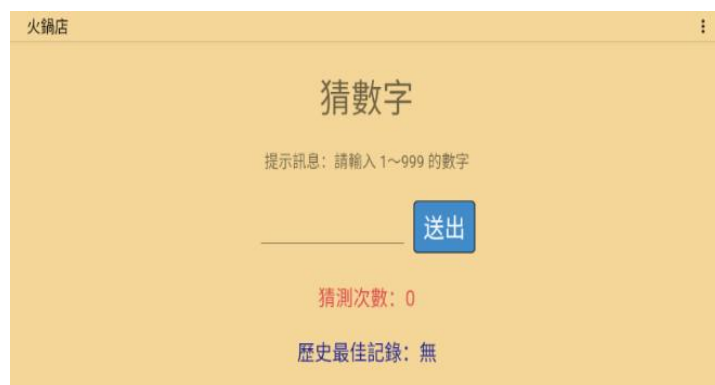 火鍋店
猜數字
提示訊息：請輸入 1～999 的數字
送出
猜測次數：0
歷史最佳記錄：無